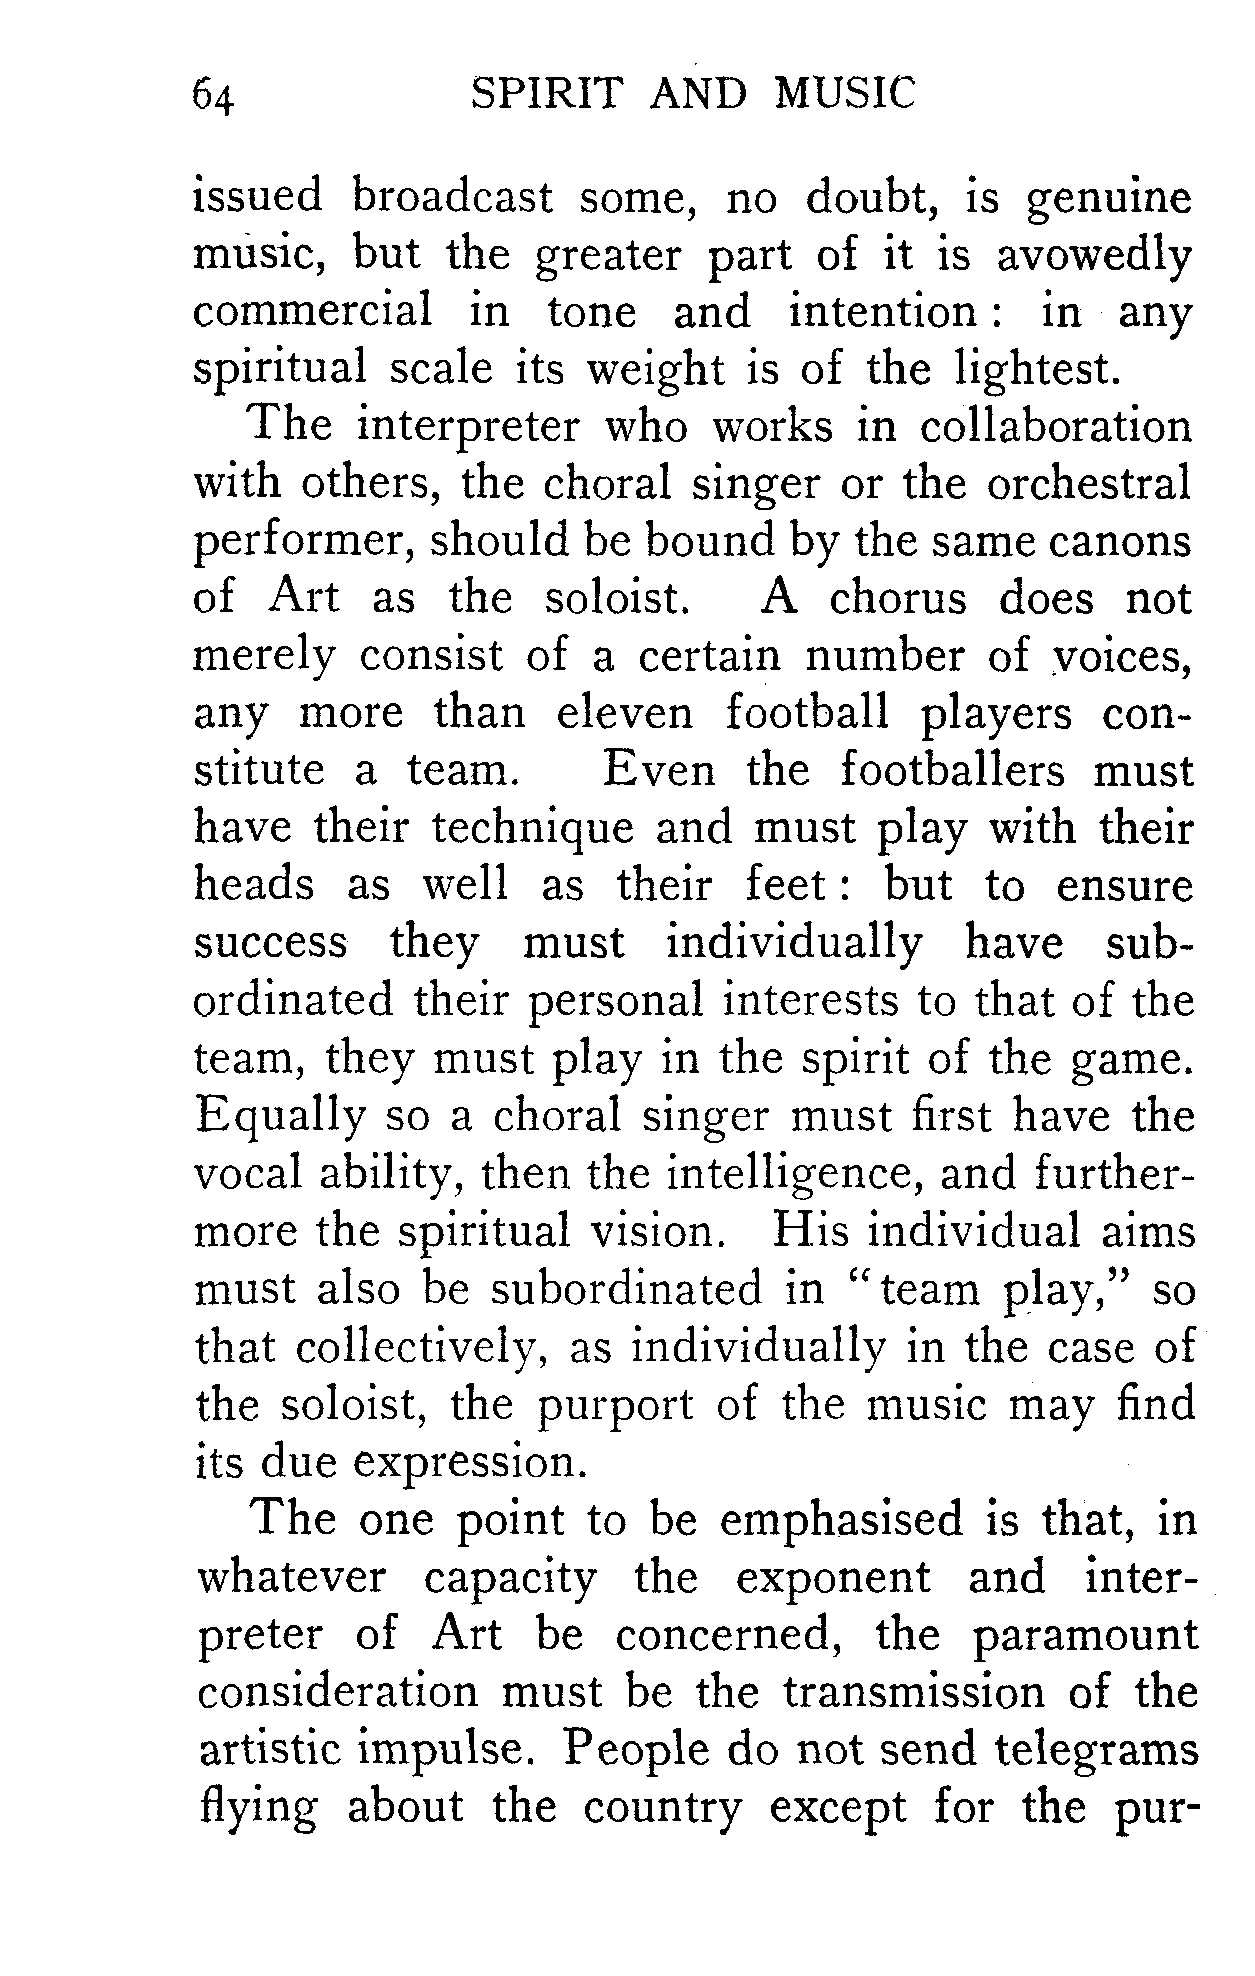 64 SPIRIT AND MUSIC
issued broadcast some, no doubt, is genuine
music, but the greater part of it is avowedly
commercial in tone and intention : in any
spiritual scale its weight is of the lightest.
The interpreter who works in collaboration
with others, the choral singer or the orchestral
performer, should be bound by the same canons
of Art as the soloist. A chorus does not
merely consist of a certain number of voices,
any more than eleven football players con-
stitute a team. Even the footballers must
have their technique and must play with their
heads as well as their feet : but to ensure
success they must individually have sub-
ordinated their personal interests to that of the
team, they must play in the spirit of the game.
Equally so a choral singer must first have the
vocal ability, then the intelligence, and further-
more the spiritual vision. His individual aims
must also be subordinated in “ team play,” so
that collectively, as individually in the case of
the soloist, the purport of the music may find
its due expression.
The one point to be emphasised is that, in
whatever capacity the exponent and inter-
preter of Art be concerned, the paramount
consideration must be the transmission of the
artistic impulse. People do not send telegrams
flying about the country except for the pur-